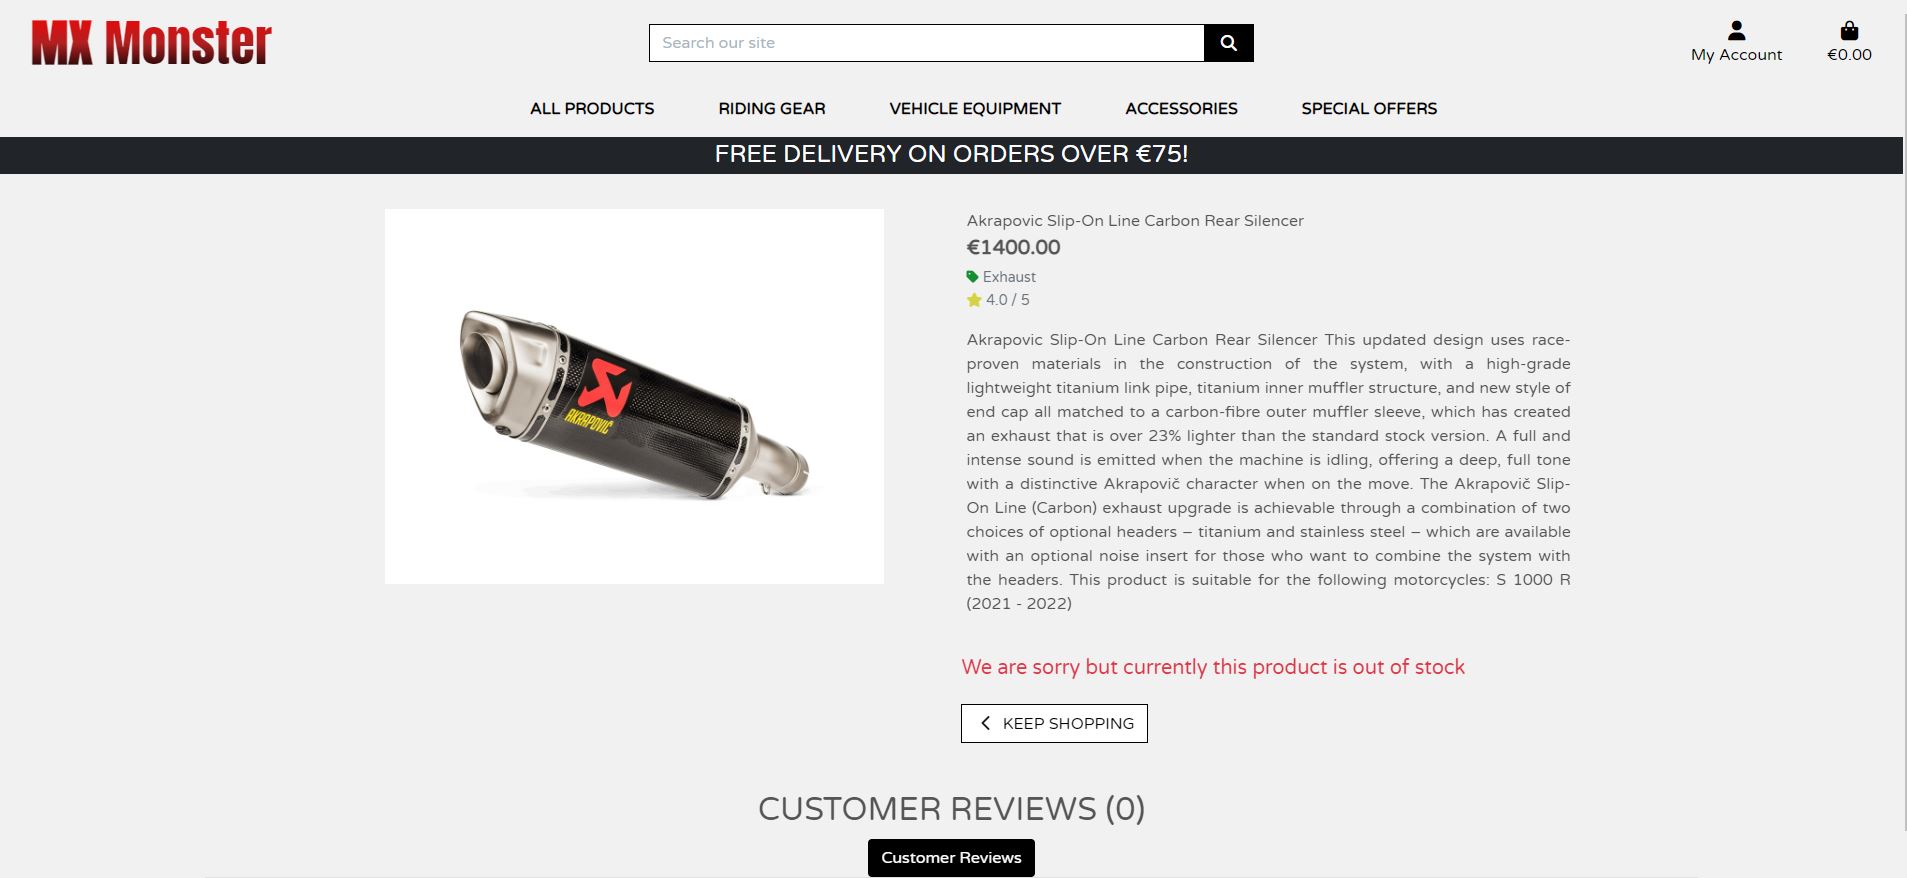 MX Monster
Search our site
My Account
€0.00
ALL PRODUCTS
RIDING GEAR
VEHICLE EQUIPMENT
ACCESSORIES
SPECIAL OFFERS
FREE DELIVERY ON ORDERS OVER €75!
AKRAPOVIČ
Akrapovic Slip-On Line Carbon Rear Silencer
€1400.00
Exhaust
4.0 / 5
Akrapovic Slip-On Line Carbon Rear Silencer This updated design uses race-
proven materials in the construction of the system, with a high-grade
lightweight titanium link pipe, titanium inner muffler structure, and new style of
end cap all matched to a carbon-fibre outer muffler sleeve, which has created
an exhaust that is over 23% lighter than the standard stock version. A full and
intense sound is emitted when the machine is idling, offering a deep, full tone
with a distinctive Akrapovič character when on the move. The Akrapovič Slip-
On Line (Carbon) exhaust upgrade is achievable through a combination of two
choices of optional headers – titanium and stainless steel – which are available
with an optional noise insert for those who want to combine the system with
the headers. This product is suitable for the following motorcycles: S 1000 R
(2021 - 2022)
We are sorry but currently this product is out of stock
KEEP SHOPPING
CUSTOMER REVIEWS (0)
Customer Reviews